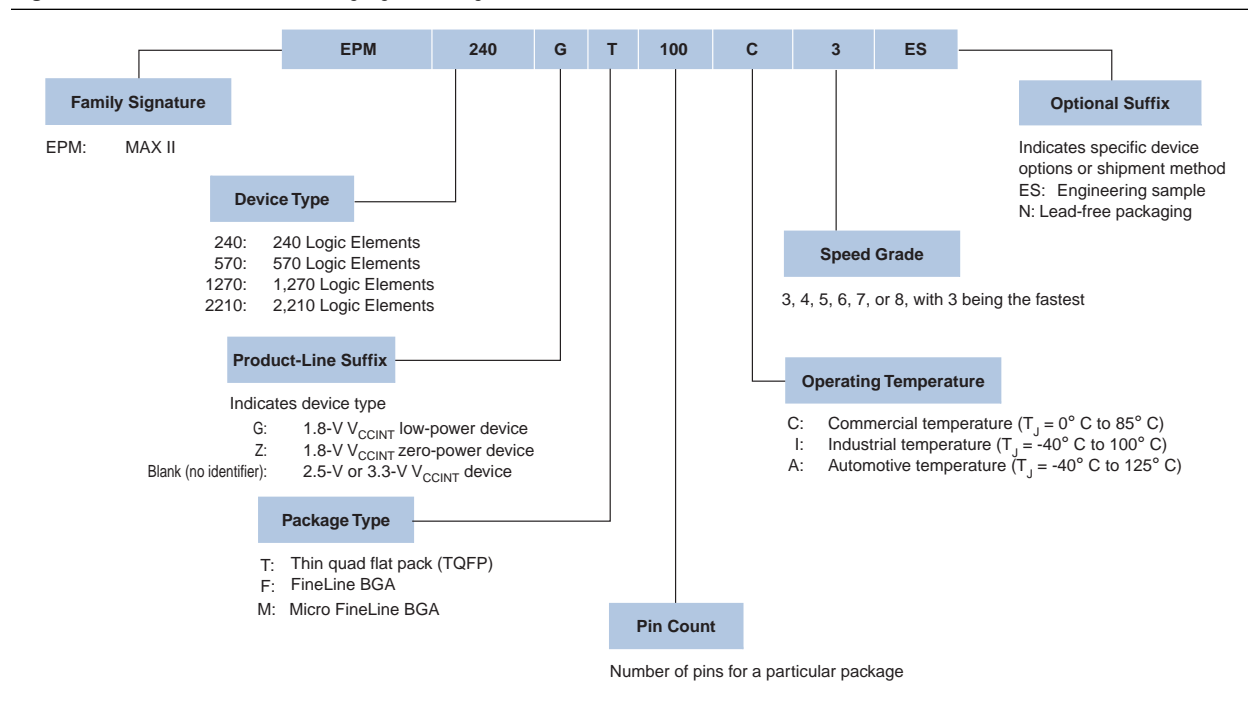 EPM 240 G T 100 C 3 ES
Family Signature
EPM: MAX II
Optional Suffix
Indicates specific device
options or shipment method
ES: Engineering sample
N: Lead-free packaging
Device Type
240: 240 Logic Elements
570: 570 Logic Elements
1270: 1,270 Logic Elements
2210: 2,210 Logic Elements
Speed Grade
3, 4, 5, 6, 7, or 8, with 3 being the fastest
Product-Line Suffix
Indicates device type
G: 1.8-V VCCINT low-power device
Z: 1.8-V VCCINT zero-power device
Blank (no identifier): 2.5-V or 3.3-V VCCINT device
Operating Temperature
C: Commercial temperature (TJ = 0° C to 85° C)
I: Industrial temperature (TJ = -40° C to 100° C)
A: Automotive temperature (TJ = -40° C to 125° C)
Package Type
T: Thin quad flat pack (TQFP)
F: FineLine BGA
M: Micro FineLine BGA
Pin Count
Number of pins for a particular package